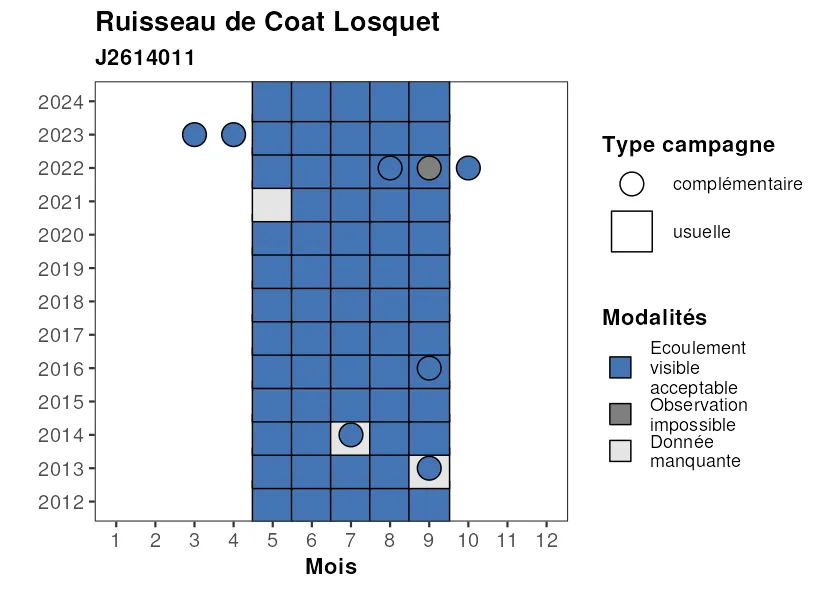 Ruisseau de Coat Losquet
J2614011
2024
2023
2022
2021
2020
2019
2018
2017
2016
2015
2014
2013
2012
1 2 3 4 5 6 7 8 9 10 11 12
Mois
Type campagne
complémentaire
usuelle
Modalités
Ecoulement
visible
acceptable
Observation
impossible
Donnée
manquante